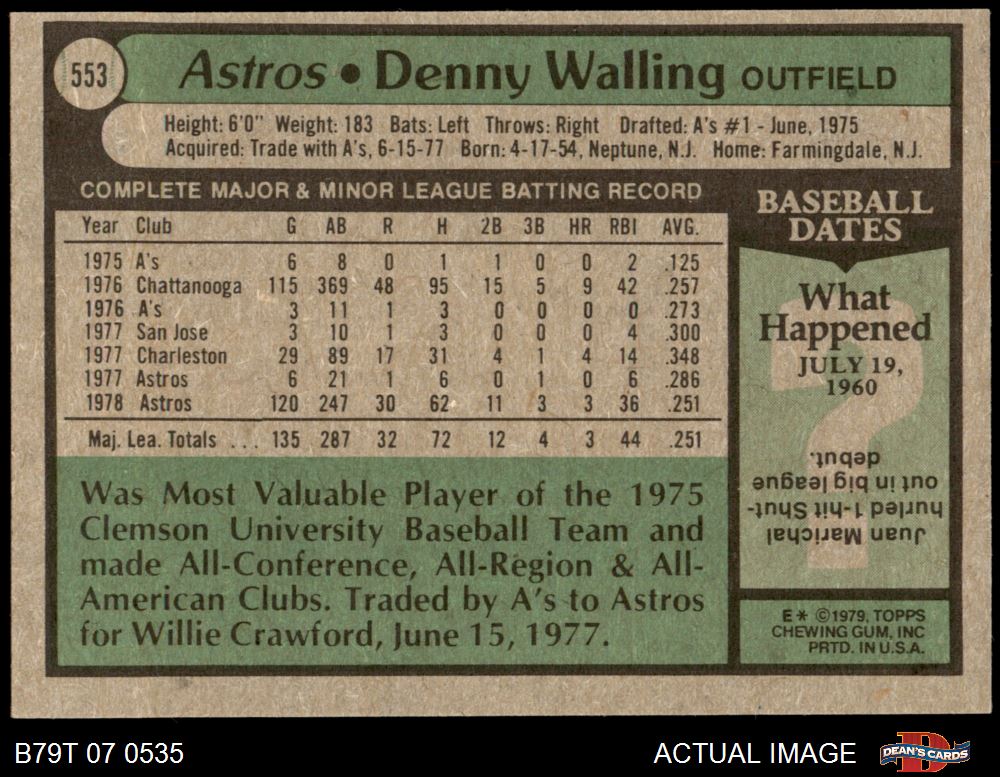 553 Astros • Denny Walling OUTFIELD
Height: 6'0" Weight: 183 Bats: Left Throws: Right Drafted: A's #1 - June, 1975
Acquired: Trade with A's, 6-15-77 Born: 4-17-54, Neptune, N.J. Home: Farmingdale, N.J.
COMPLETE MAJOR & MINOR LEAGUE BATTING RECORD
Year Club G AB R H 2B 3B HR RBI AVG.
1975 A's 6 8 0 1 1 0 0 2 .125
1976 Chattanooga 115 369 48 95 15 5 9 42 .257
1976 A's 3 11 1 3 0 0 0 0 .273
1977 San Jose 3 10 1 3 0 0 0 4 .300
1977 Charleston 29 89 17 31 4 1 4 14 .348
1977 Astros 6 21 1 6 0 1 0 6 .286
1978 Astros 120 247 30 62 11 3 3 36 .251
Maj. Lea. Totals . . . 135 287 32 72 12 4 3 44 .251
Was Most Valuable Player of the 1975
Clemson University Baseball Team and
made All-Conference, All-Region & All-
American Clubs. Traded by A's to Astros
for Willie Crawford, June 15, 1977.
BASEBALL
DATES
What
Happened
JULY 19,
1960
?
Juan Marichal
hurled 1-hit Shut-
out in big league
debut.
E* ©1979, TOPPS
CHEWING GUM, INC
PRTD. IN U.S.A.
B79T 07 0535
ACTUAL IMAGE
D
DEAN'S CARDS